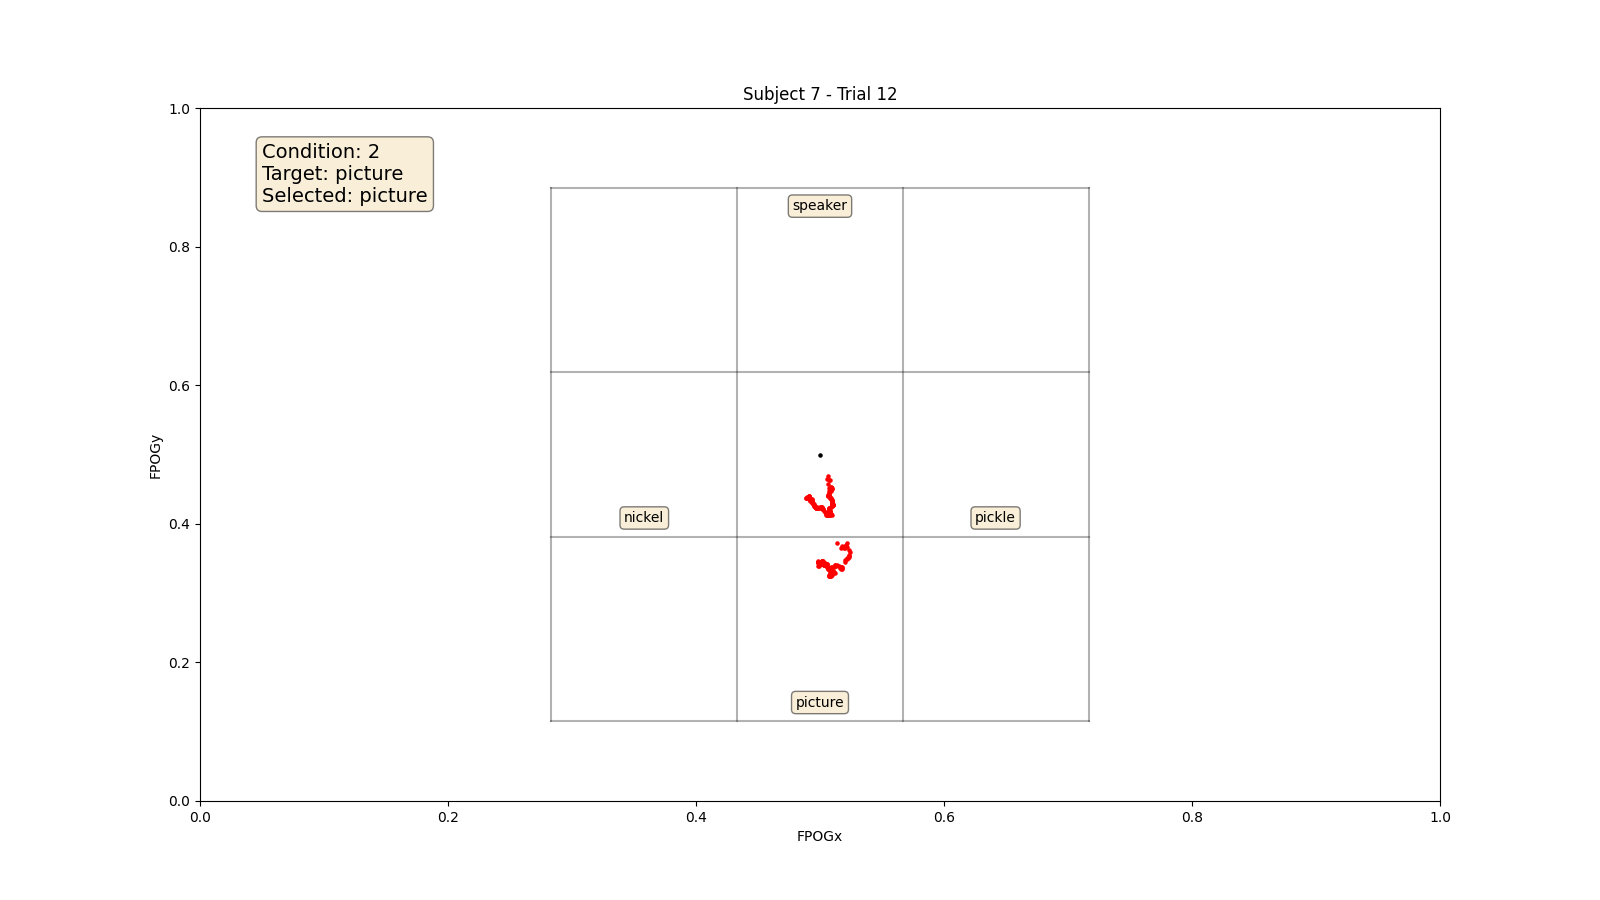 Subject 7 - Trial 12
1.0
Condition: 2
Target: picture
Selected: picture
speaker
0.8
0.6
FPOGy
nickel
pickle
0.4
0.2
picture
0.0
0.0
0.2
0.4
0.6
0.8
1.0
FPOGx